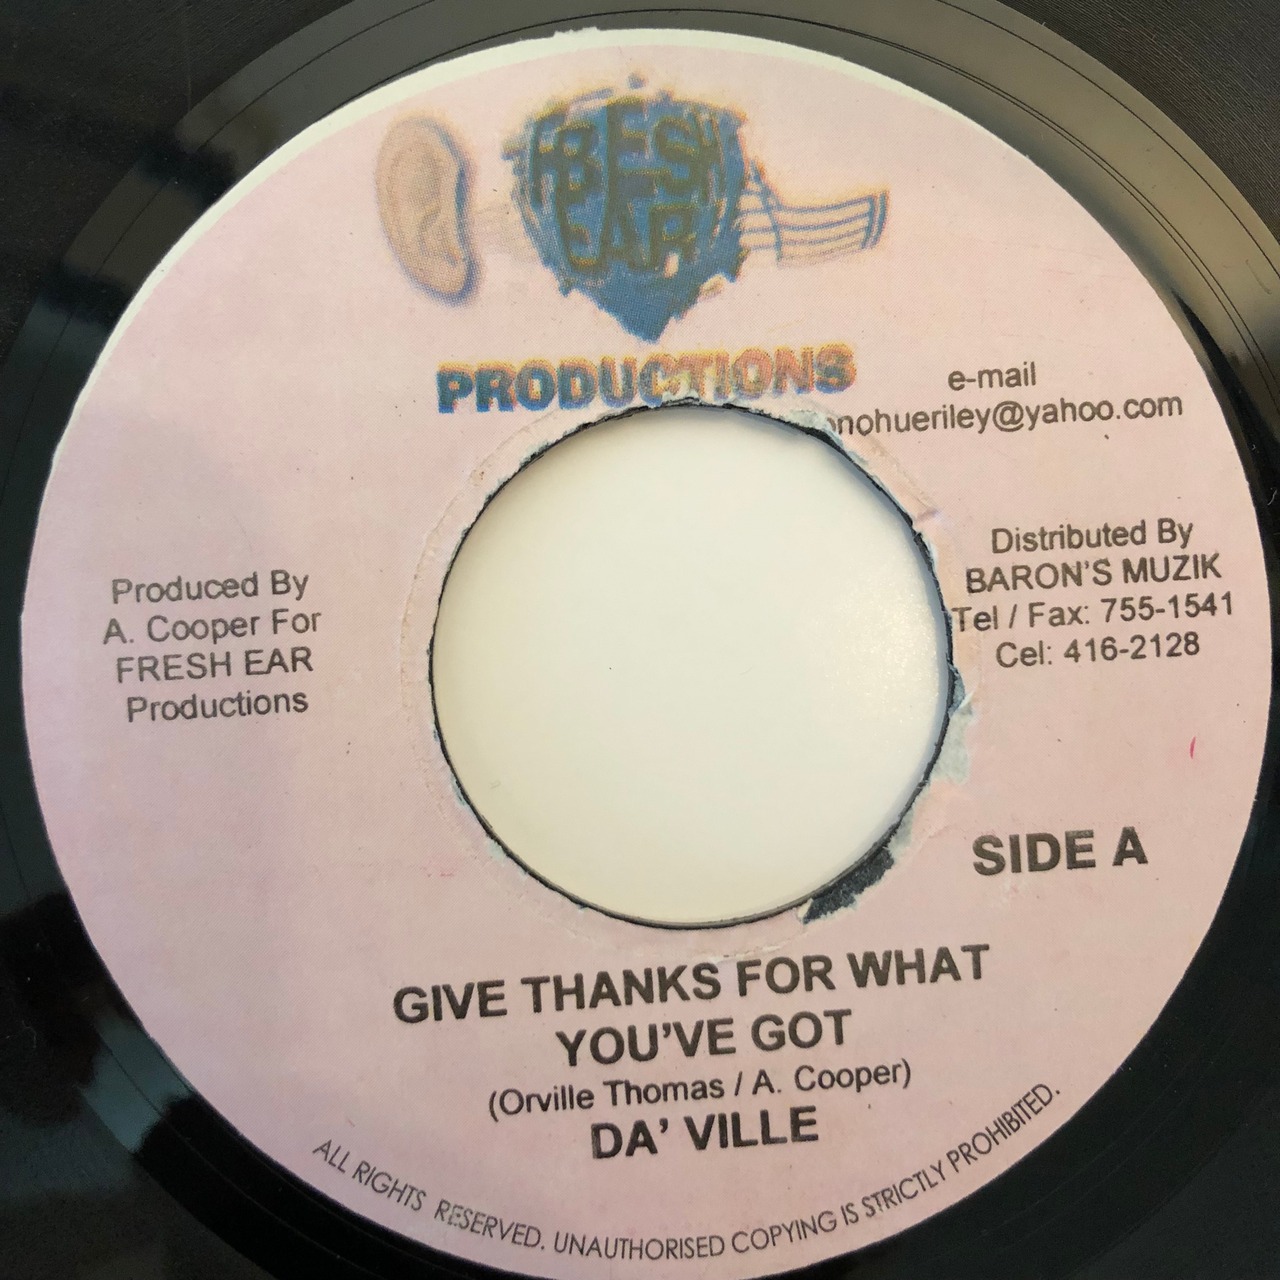 FRESH
EAR
PRODUCTIONS
e-mail
nohueriley@yahoo.com
Produced By
A. Cooper For
FRESH EAR
Productions
Distributed By
BARON'S MUZIK
Tel / Fax: 755-1541
Cel: 416-2128
SIDE A
GIVE THANKS FOR WHAT
YOU'VE GOT
(Orville Thomas / A. Cooper)
DA' VILLE
ALL RIGHTS RESERVED. UNAUTHORISED COPYING IS STRICTLY PROHIBITED.